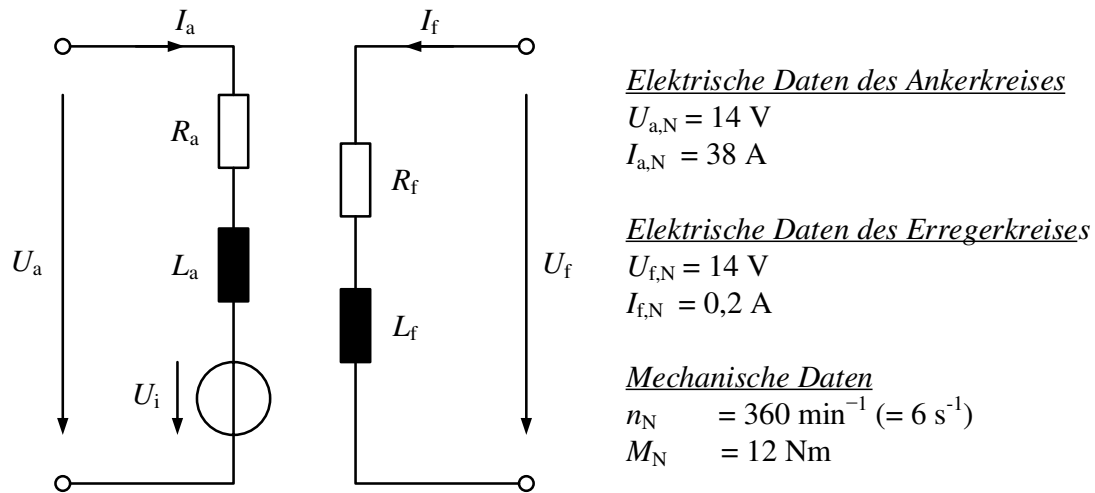 I_a
I_f
R_a
R_f
U_a
L_a
U_f
L_f
U_i
Elektrische Daten des Ankerkreises
U_a,N = 14 V
I_a,N = 38 A
Elektrische Daten des Erregerkreises
U_f,N = 14 V
I_f,N = 0,2 A
Mechanische Daten
n_N = 360 min⁻¹ (= 6 s⁻¹)
M_N = 12 Nm